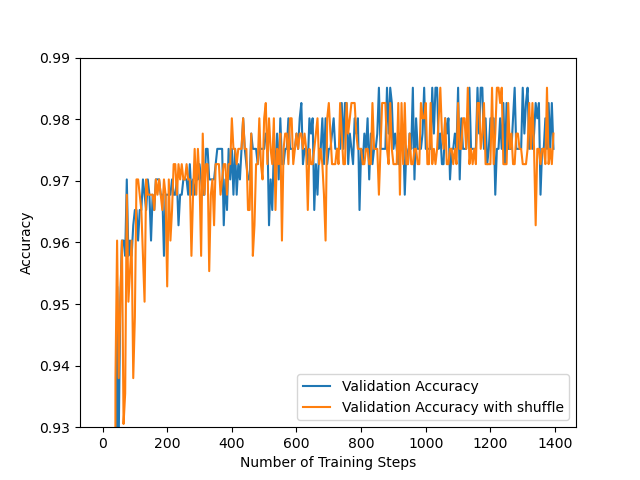 0.99
0.98
0.97
0.96
0.95
0.94
0.93
Accuracy
Validation Accuracy
Validation Accuracy with shuffle
0 200 400 600 800 1000 1200 1400
Number of Training Steps